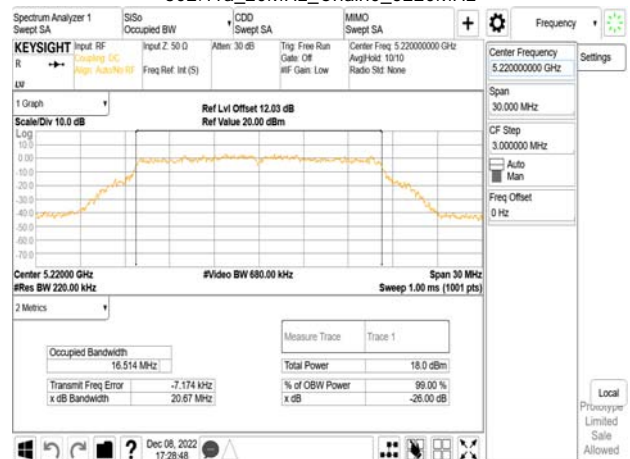 Spectrum Analyzer 1
Swept SA
SISo
Occupied BW
CDD
Swept SA
MIMO
Swept SA
Frequency
KEYSIGHT
R
Input: RF
Coupling: DC
Align: Auto/No RF
Input Z: 50 Ω
Freq Ref: Int (S)
Atten: 30 dB
Trig: Free Run
Gate: Off
#IF Gain: Low
Center Freq: 5.220000000 GHz
Avg|Hold: 10/10
Radio Std: None
Center Frequency
5.220000000 GHz
Settings
Span
30.000 MHz
CF Step
3.000000 MHz
Auto
Man
Freq Offset
0 Hz
1 Graph
Scale/Div 10.0 dB
Ref Lvl Offset 12.03 dB
Ref Value 20.00 dBm
Log
10.0
0.00
-10.0
-20.0
-30.0
-40.0
-50.0
-60.0
-70.0
Center 5.22000 GHz
#Res BW 220.00 kHz
#Video BW 680.00 kHz
Span 30 MHz
Sweep 1.00 ms (1001 pts)
2 Metrics
Measure Trace
Trace 1
Occupied Bandwidth
16.514 MHz
Total Power
18.0 dBm
Transmit Freq Error
-7.174 kHz
% of OBW Power
99.00 %
x dB Bandwidth
20.67 MHz
x dB
-26.00 dB
Local
Prototype
Limited
Sale
Allowed
Dec 08, 2022
17:28:48